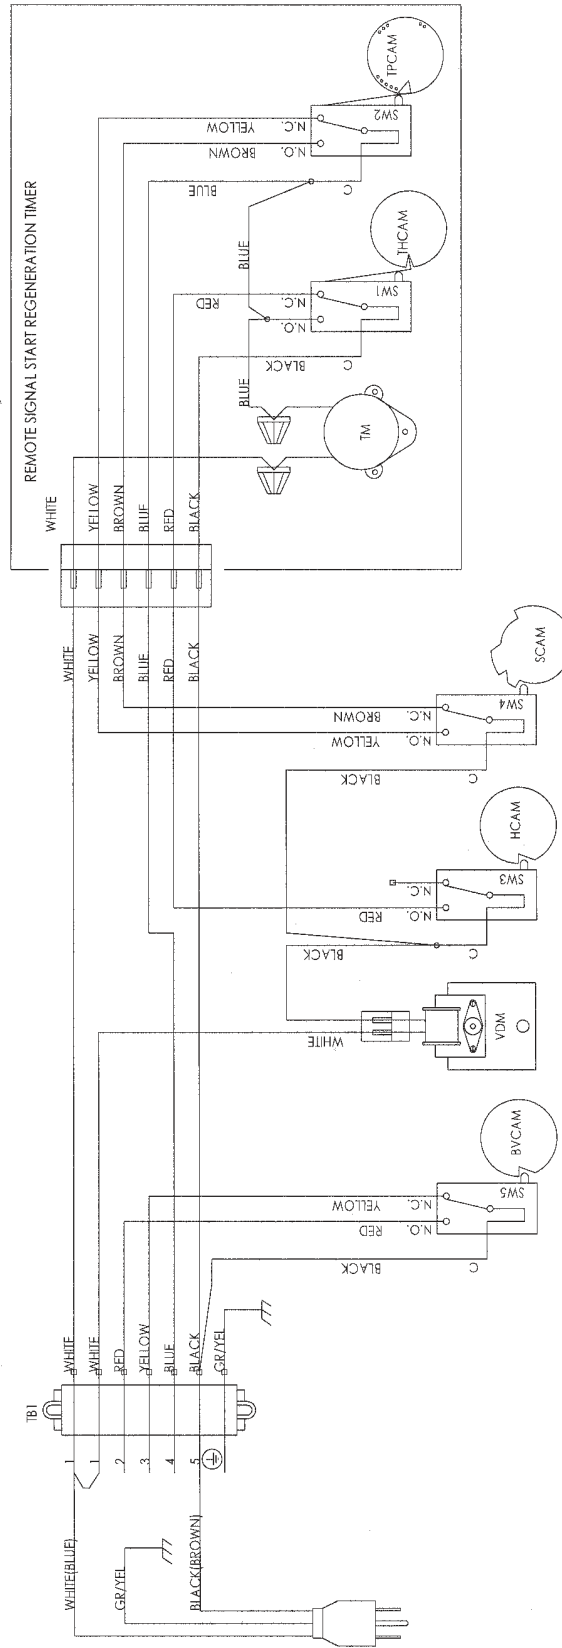 REMOTE SIGNAL START REGENERATION TIMER
TPCAM
SW2
N.C.
YELLOW
N.O.
BROWN
C
BLUE
BLUE
THCAM
SW1
N.C.
RED
N.O.
C
BLACK
BLUE
TM
WHITE
YELLOW
BROWN
BLUE
RED
BLACK
WHITE
YELLOW
BROWN
BLUE
RED
BLACK
SCAM
SW4
N.C.
BROWN
N.O.
YELLOW
C
BLACK
HCAM
SW3
N.C.
N.O.
RED
C
BLACK
VDM
WHITE
BVCAM
SW5
N.C.
YELLOW
N.O.
RED
C
BLACK
TB1
WHITE
WHITE
RED
YELLOW
BLUE
BLACK
GR/YEL
1
1
2
3
4
5
WHITE(BLUE)
GR/YEL
BLACK(BROWN)